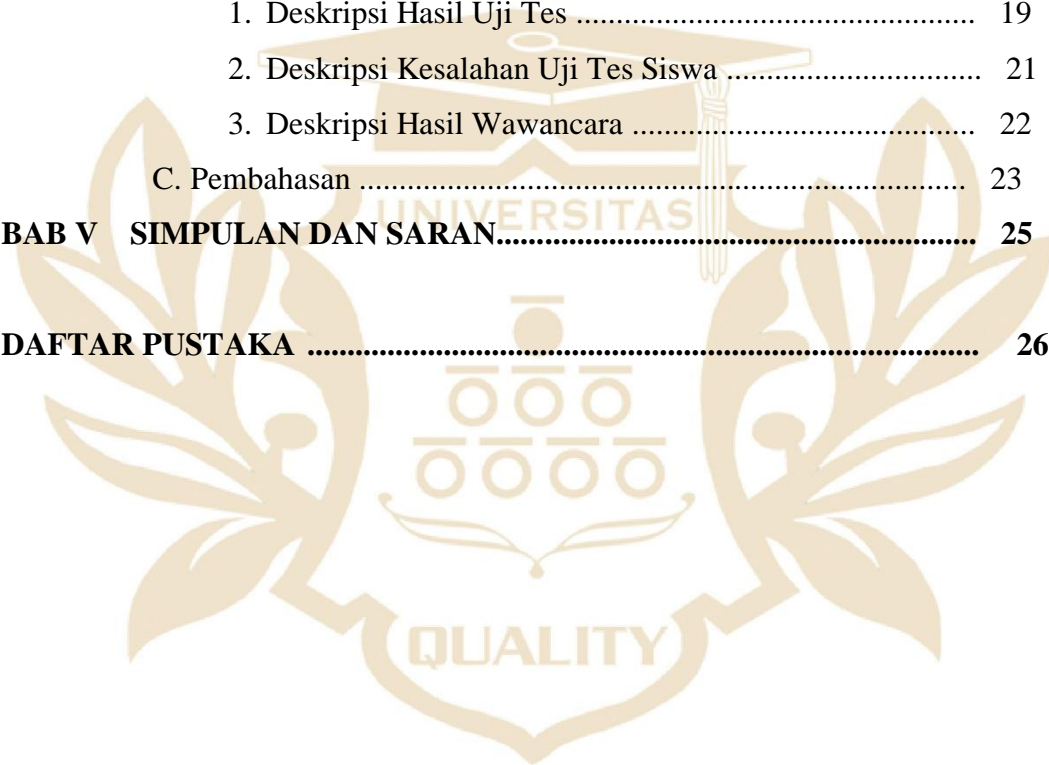 1. Deskripsi Hasil Uji Tes .................................................. 19
2. Deskripsi Kesalahan Uji Tes Siswa ................................ 21
3. Deskripsi Hasil Wawancara ........................................... 22
C. Pembahasan ............................................................................ 23
UNIVERSITAS
BAB V SIMPULAN DAN SARAN............................................................ 25
DAFTAR PUSTAKA ..................................................................................... 26
QUALITY